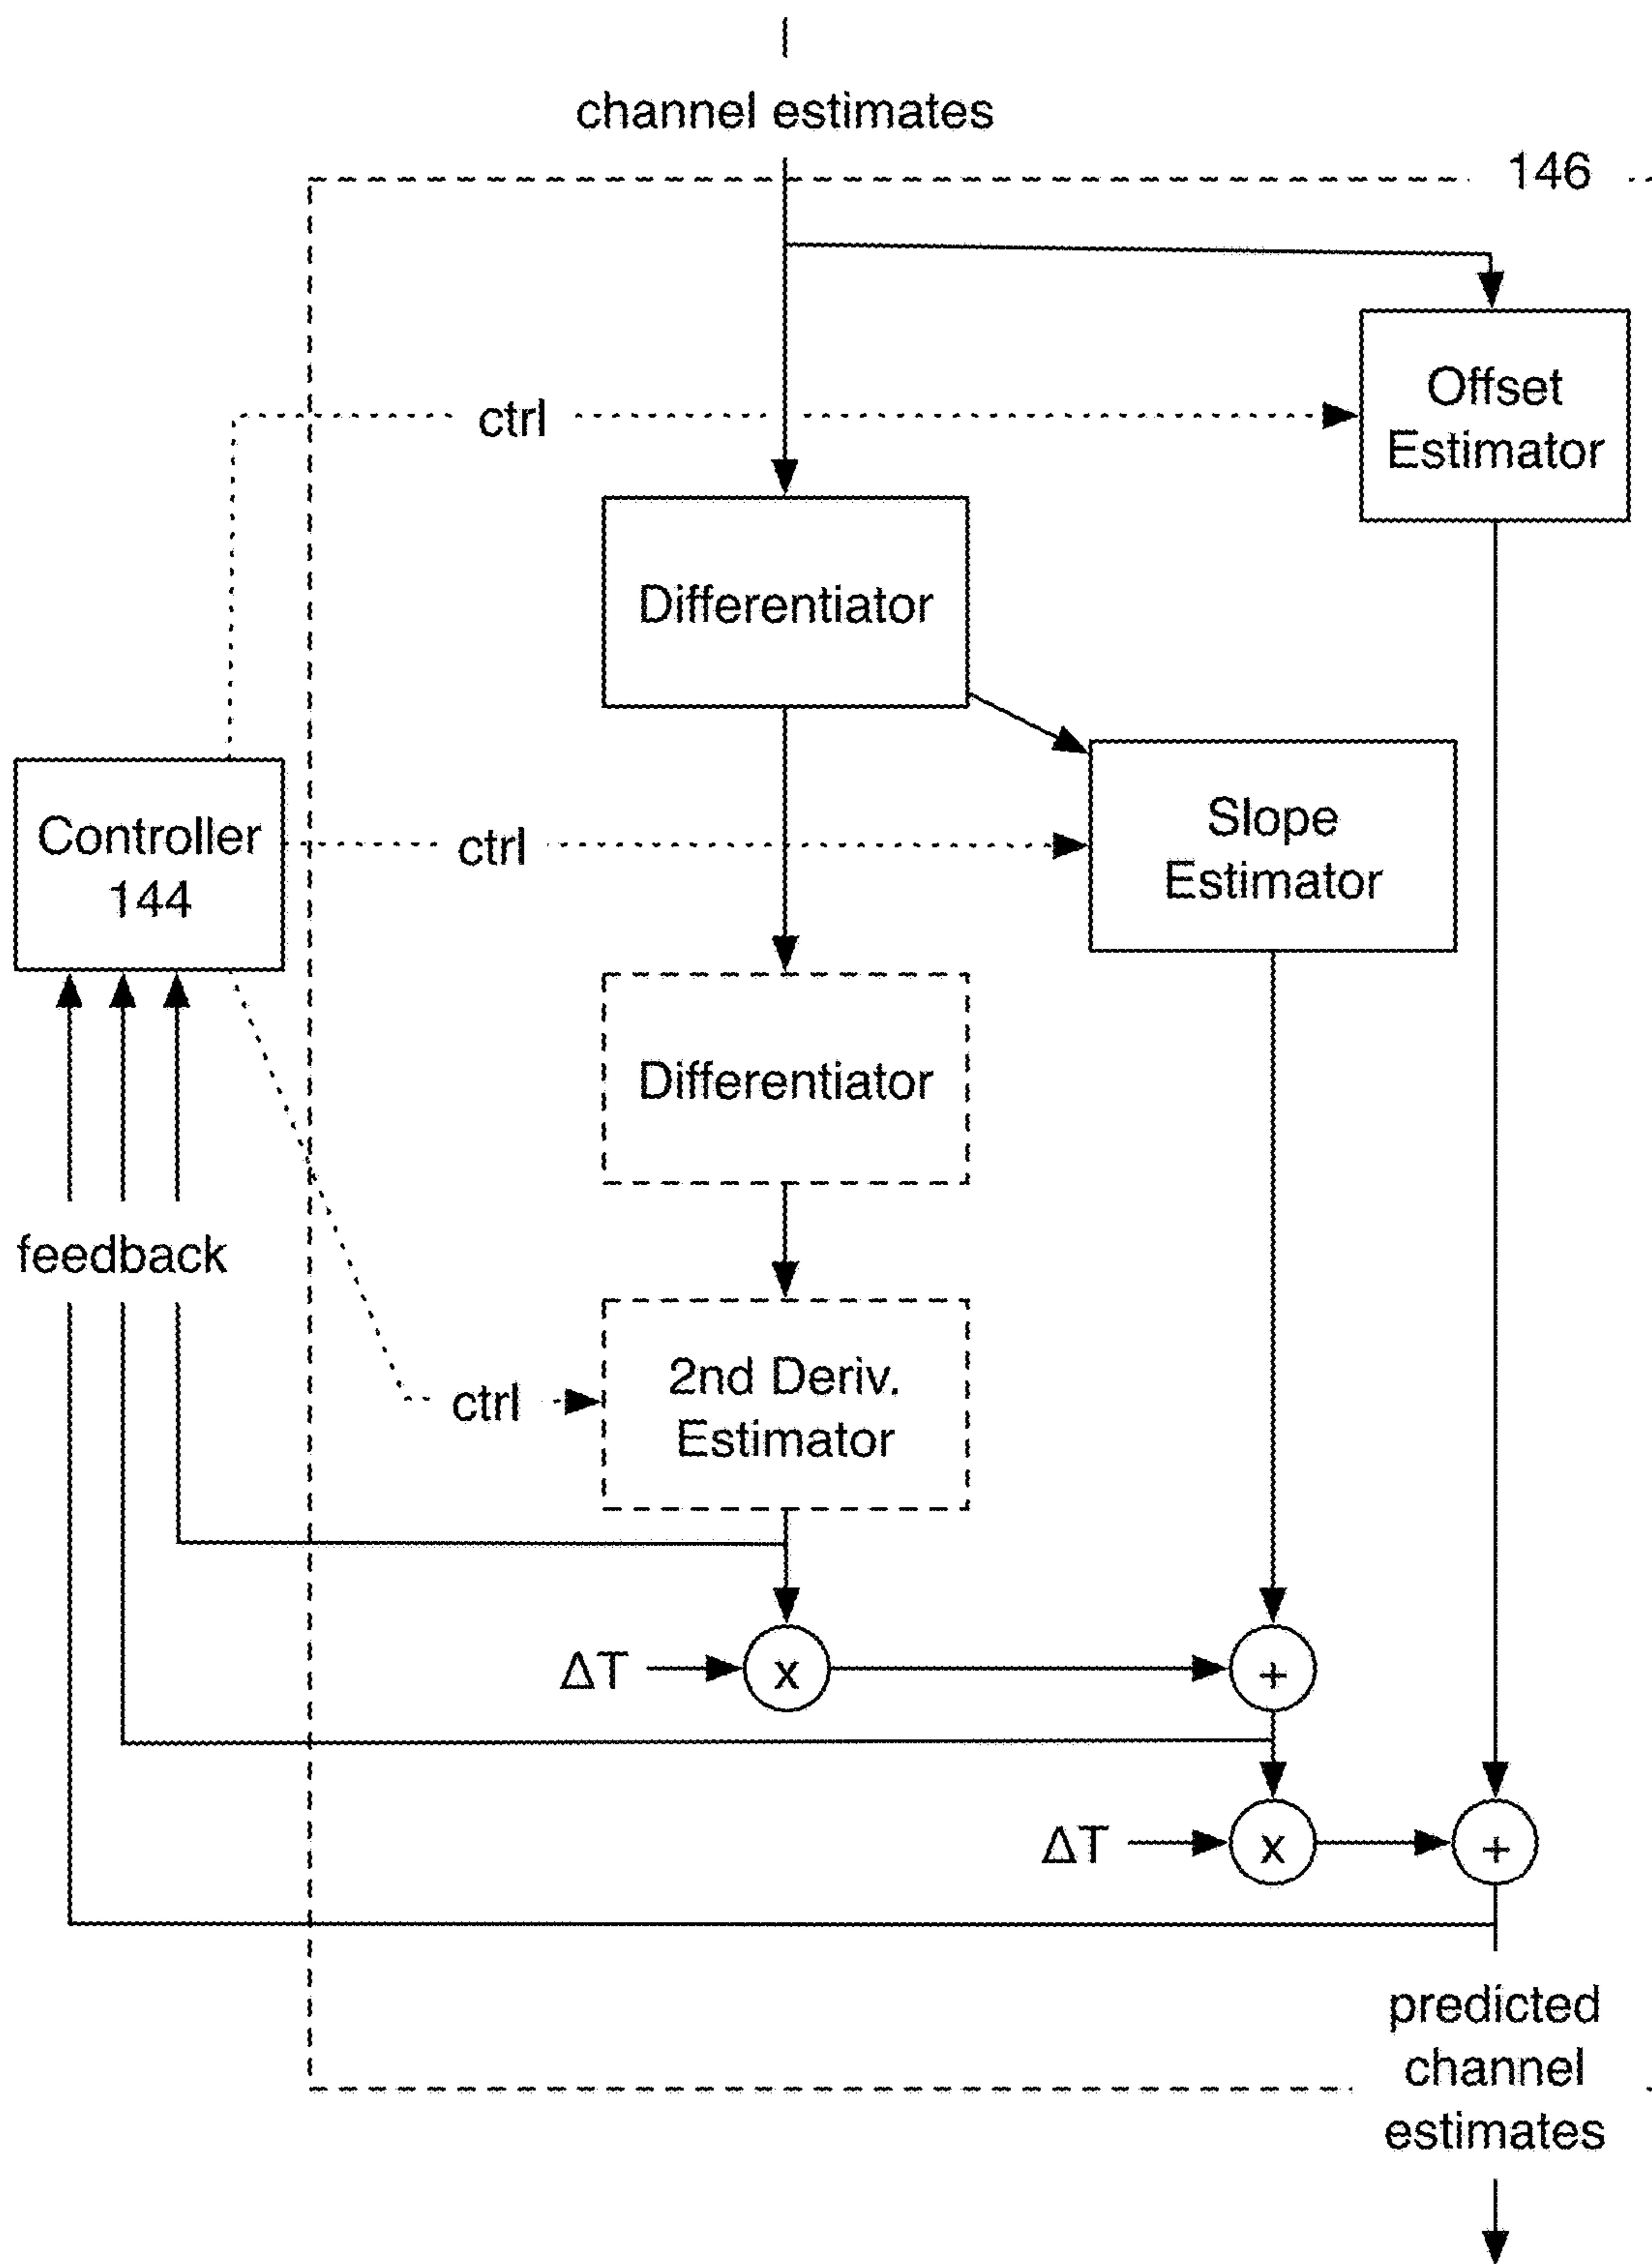 channel estimates
146
Offset
Estimator
ctrl
Differentiator
Slope
Estimator
Controller
144
ctrl
Differentiator
feedback
2nd Deriv.
Estimator
ctrl
ΔT
x
+
ΔT
x
+
predicted
channel
estimates